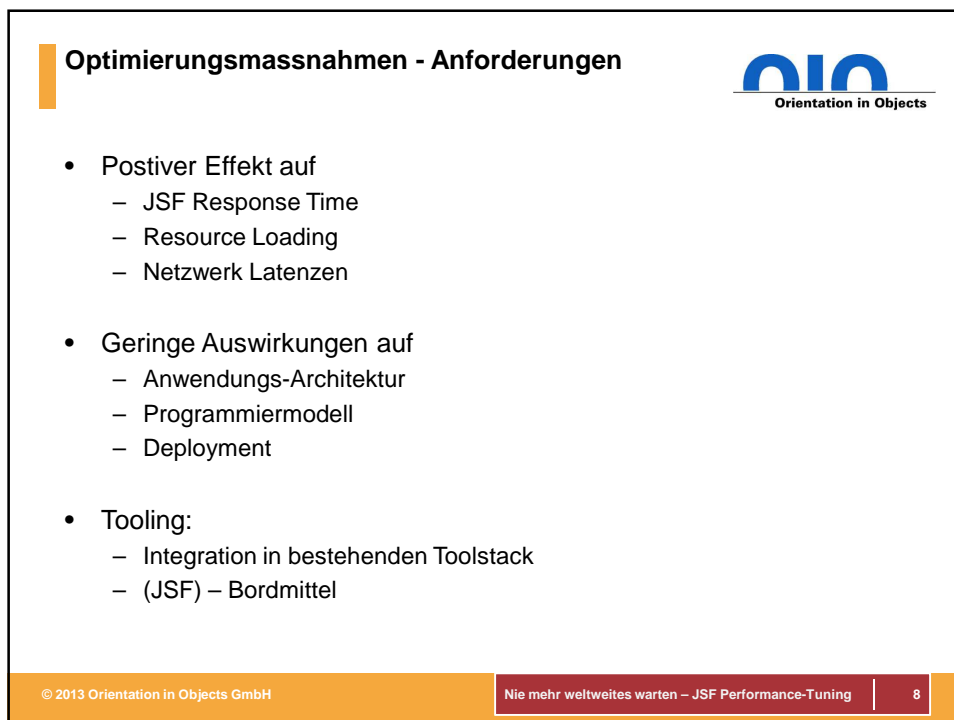 Optimierungsmassnahmen - Anforderungen
OIO
Orientation in Objects
• Postiver Effekt auf
– JSF Response Time
– Resource Loading
– Netzwerk Latenzen
• Geringe Auswirkungen auf
– Anwendungs-Architektur
– Programmiermodell
– Deployment
• Tooling:
– Integration in bestehenden Toolstack
– (JSF) – Bordmittel
© 2013 Orientation in Objects GmbH
Nie mehr weltweites warten – JSF Performance-Tuning
8